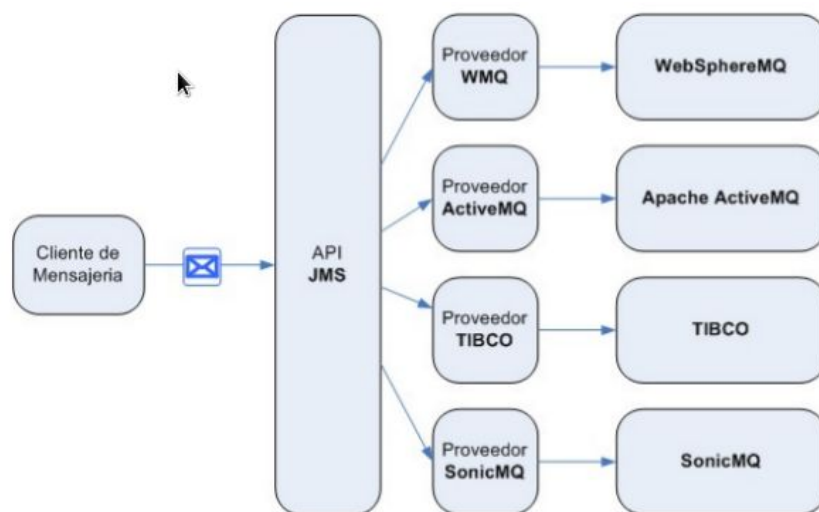 Cliente de
Mensajeria
API
JMS
Proveedor
WMQ
WebSphereMQ
Proveedor
ActiveMQ
Apache ActiveMQ
Proveedor
TIBCO
TIBCO
Proveedor
SonicMQ
SonicMQ